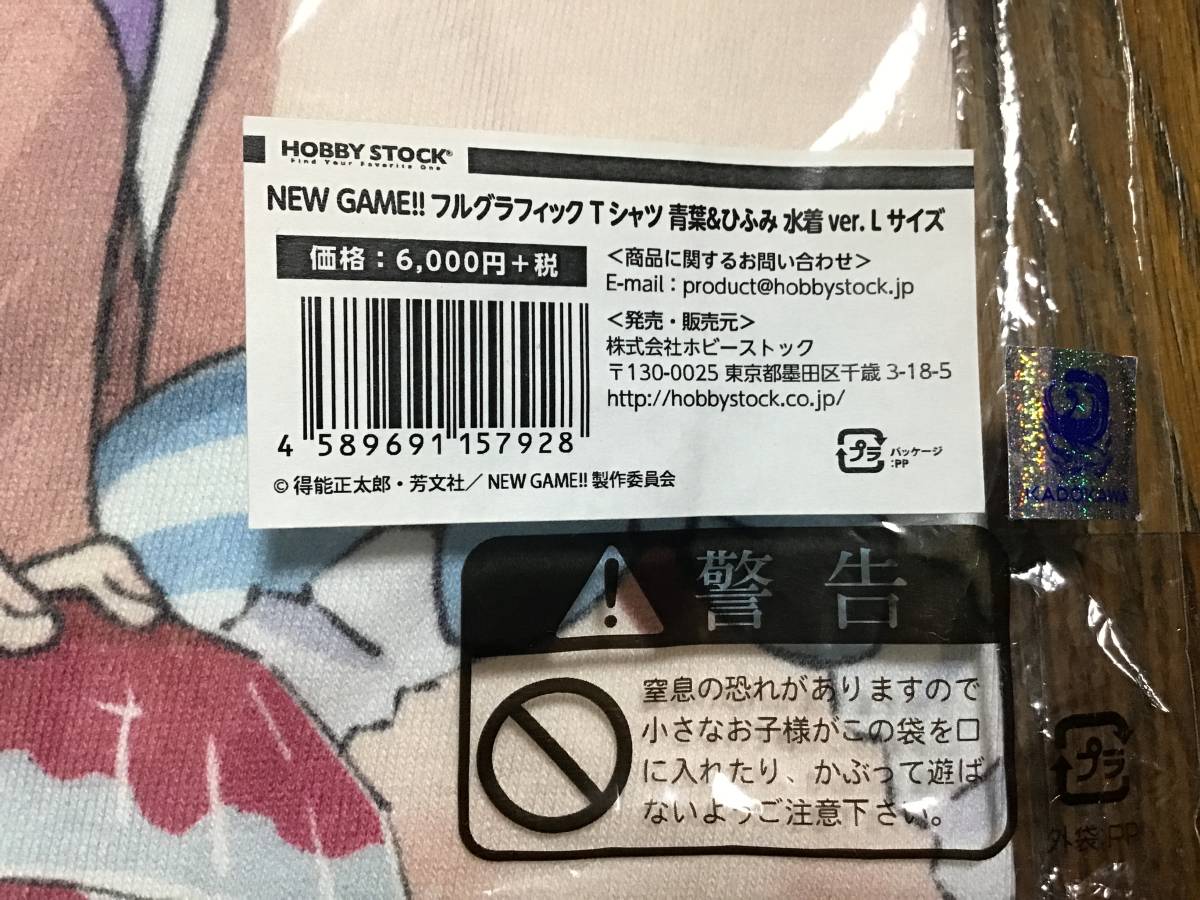 HOBBY STOCK®
Find Your Favorite One
NEW GAME!! フルグラフィック T シャツ 青葉&ひふみ 水着 ver. L サイズ
価格：6,000円＋税
＜商品に関するお問い合わせ＞
E-mail：product@hobbystock.jp
＜発売・販売元＞
株式会社ホビーストック
〒130-0025 東京都墨田区千歳 3-18-5
http://hobbystock.co.jp/
4 589691 157928
プラ
パッケージ
:PP
© 得能正太郎・芳文社／ NEW GAME!! 製作委員会
KADOKAWA
警告
窒息の恐れがありますので
小さなお子様がこの袋を口
に入れたり、かぶって遊ば
ないようご注意下さい。
プラ
外袋:PP